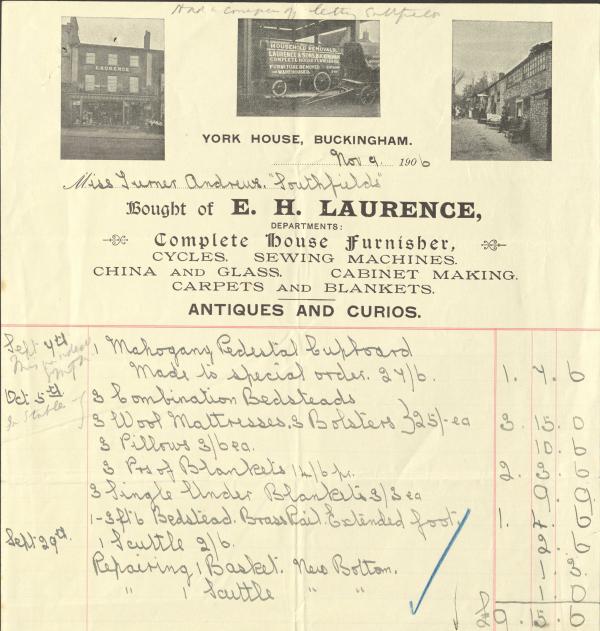 Had a
E. LAURENCE
HOUSEHOLD REMOVALS.
LAURENCE & SONS, BUCKINGHAM
COMPLETE HOUSE FURNISHERS
FURNITURE REMOVED
WAREHOUSED
YORK HOUSE, BUCKINGHAM.
Nov 9. 1906
Miss Turner Andrews. "Southfields"
Bought of E. H. LAURENCE,
DEPARTMENTS:
Complete House Furnisher,
CYCLES. SEWING MACHINES.
CHINA AND GLASS. CABINET MAKING.
CARPETS AND BLANKETS.
ANTIQUES AND CURIOS.
Sept 4th 1 Mahogany Pedestal Cupboard
Made to special order. 27/6. 1. 7. 6
Oct 5th 3 Combination Bedsteads
3 Wool Mattresses, 3 Bolsters } 25/- ea 3. 15. 0
3 Pillows 3/6 ea. 10. 6
3 Prs of Blankets 14/6 pr. 2. 3. 6
3 Single Under Blankets 3/3 ea 9. 9
1-3ft6 Bedstead. Brass Rail. Extended foot. 1. 4. 6
Sept 29th. 1 Scuttle 2/6. 2. 6
Repairing 1 Basket. New Bottom. 1. 3.
" 1 Scuttle " " 1. 0
£9. 15. 6